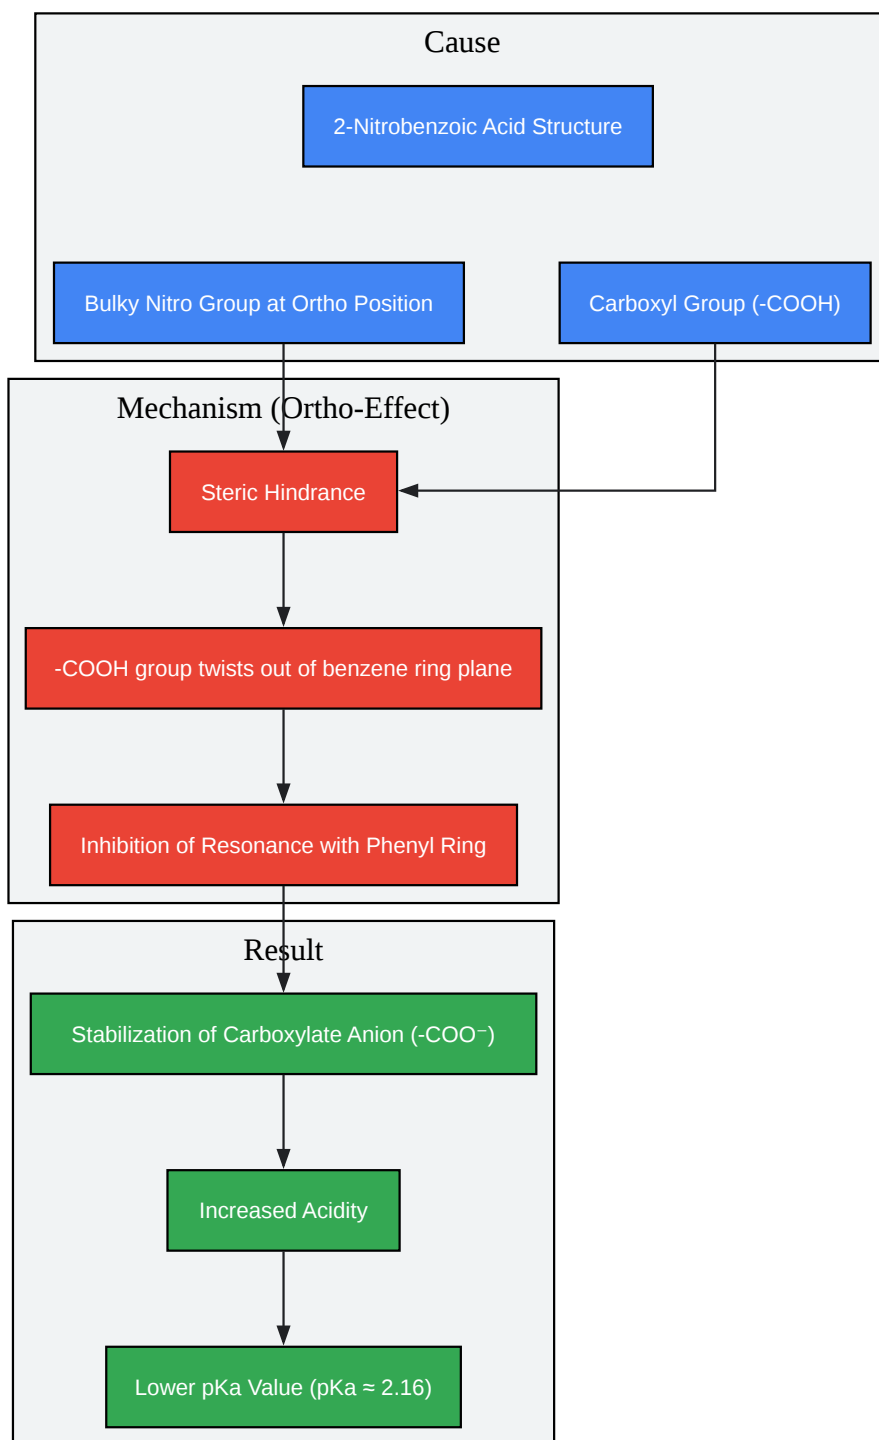 Cause
2-Nitrobenzoic Acid Structure
Bulky Nitro Group at Ortho Position
Carboxyl Group (-COOH)
Mechanism (Ortho-Effect)
Steric Hindrance
-COOH group twists out of benzene ring plane
Inhibition of Resonance with Phenyl Ring
Result
Stabilization of Carboxylate Anion (-COO⁻)
Increased Acidity
Lower pKa Value (pKa ≈ 2.16)